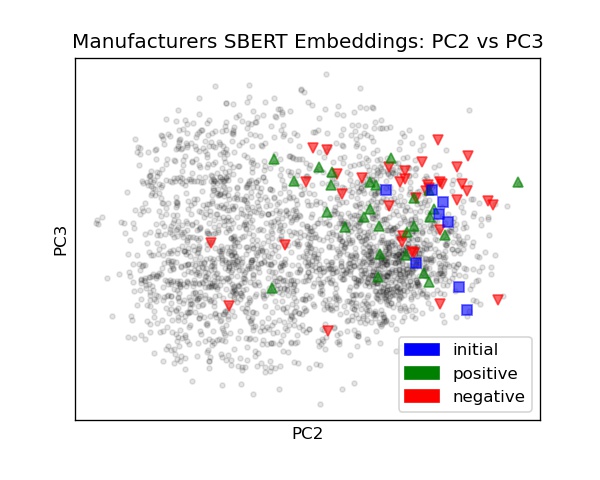 Manufacturers SBERT Embeddings: PC2 vs PC3
PC3
initial
positive
negative
PC2